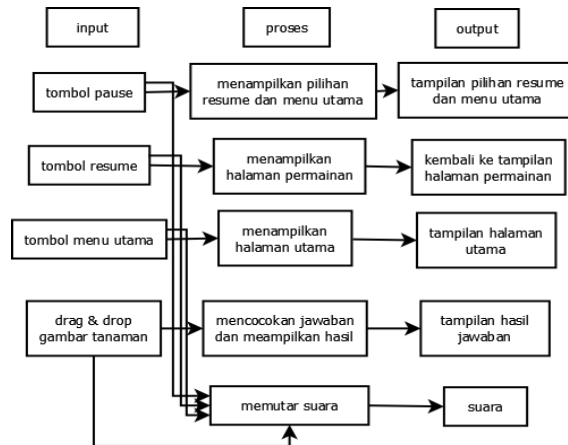 input
proses
output
tombol pause
menampilkan pilihan
resume dan menu utama
tampilan pilihan resume
dan menu utama
tombol resume
menampilkan
halaman permainan
kembali ke tampilan
halaman permainan
tombol menu utama
menampilkan
halaman utama
tampilan halaman
utama
drag & drop
gambar tanaman
mencocokan jawaban
dan meampilkan hasil
tampilan hasil
jawaban
memutar suara
suara